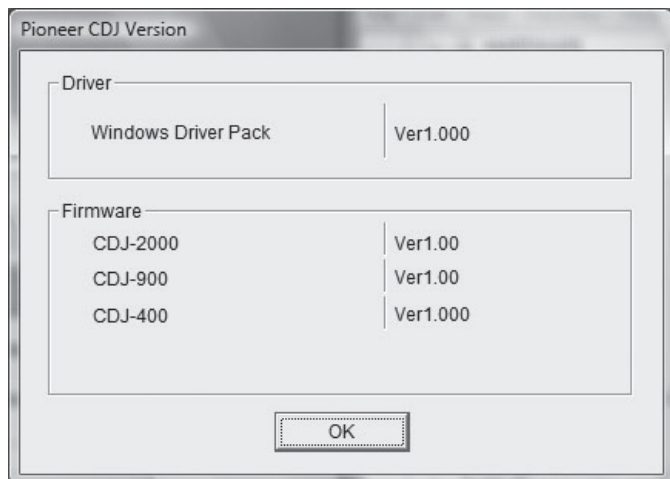 Pioneer CDJ Version
Driver
Windows Driver Pack Ver1.000
Firmware
CDJ-2000 Ver1.00
CDJ-900 Ver1.00
CDJ-400 Ver1.000
OK